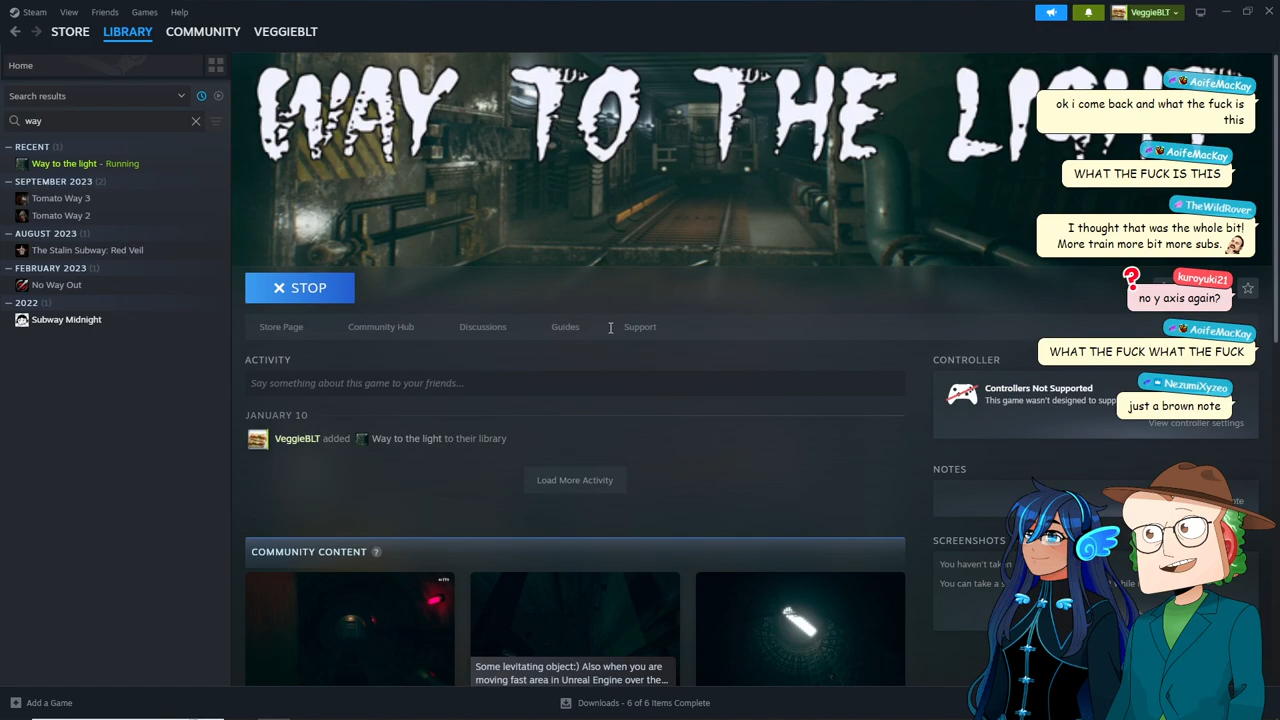 Steam View Friends Games Help
VeggieBLT
STORE LIBRARY COMMUNITY VEGGIEBLT
Home
Search results
way
RECENT (1)
Way to the light - Running
SEPTEMBER 2023 (2)
Tomato Way 3
Tomato Way 2
AUGUST 2023 (1)
The Stalin Subway: Red Veil
FEBRUARY 2023 (1)
No Way Out
2022 (1)
Subway Midnight
WAY TO THE LIGHT
STOP
Store Page Community Hub Discussions Guides Support
ACTIVITY
Say something about this game to your friends...
JANUARY 10
VeggieBLT added Way to the light to their library
Load More Activity
COMMUNITY CONTENT ?
Some levitating object:) Also when you are
moving fast area in Unreal Engine over the...
CONTROLLER
Controllers Not Supported
This game wasn't designed to supp
View controller settings
NOTES
SCREENSHOTS
You haven't taken
You can take a s
AoifeMacKay
ok i come back and what the fuck is
this
AoifeMacKay
WHAT THE FUCK IS THIS
TheWildRover
I thought that was the whole bit!
More train more bit more subs.
?
kuroyuki21
no y axis again?
AoifeMacKay
WHAT THE FUCK WHAT THE FUCK
NezumiXyzeo
just a brown note
Add a Game
Downloads - 6 of 6 Items Complete